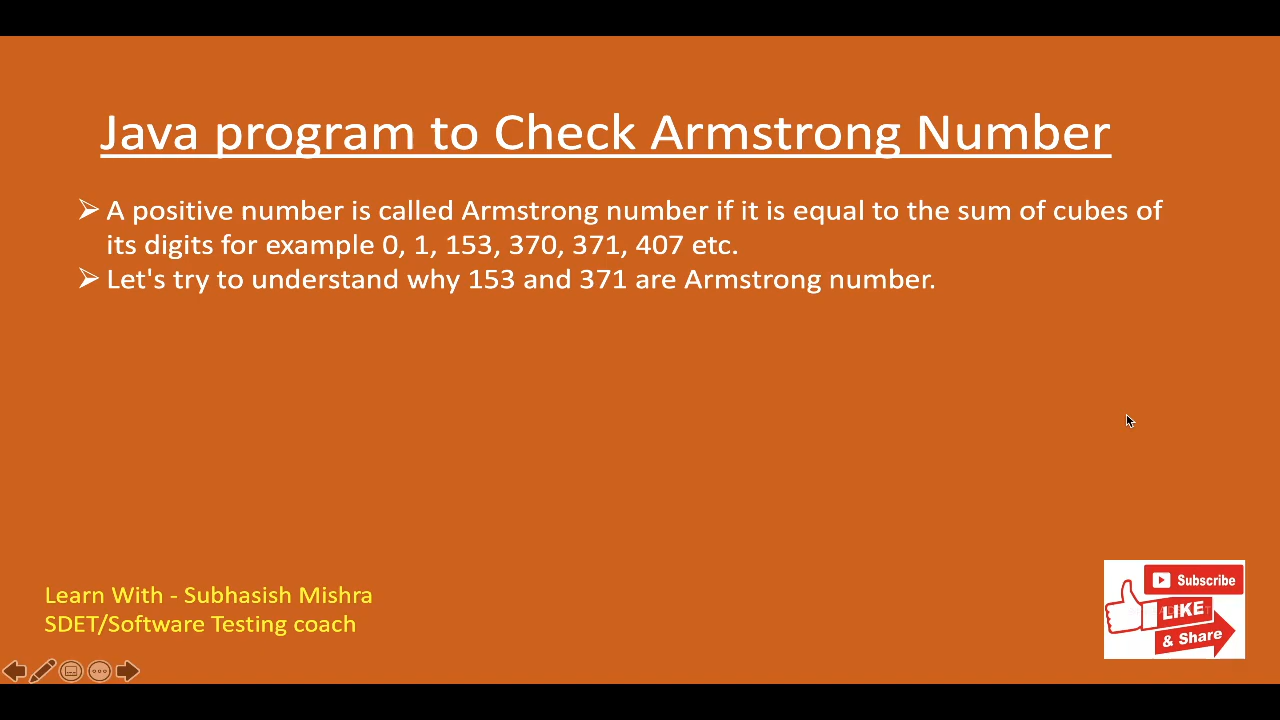 Java program to Check Armstrong Number
➢ A positive number is called Armstrong number if it is equal to the sum of cubes of
its digits for example 0, 1, 153, 370, 371, 407 etc.
➢ Let's try to understand why 153 and 371 are Armstrong number.
Learn With - Subhasish Mishra
SDET/Software Testing coach
Subscribe
LIKE
& Share